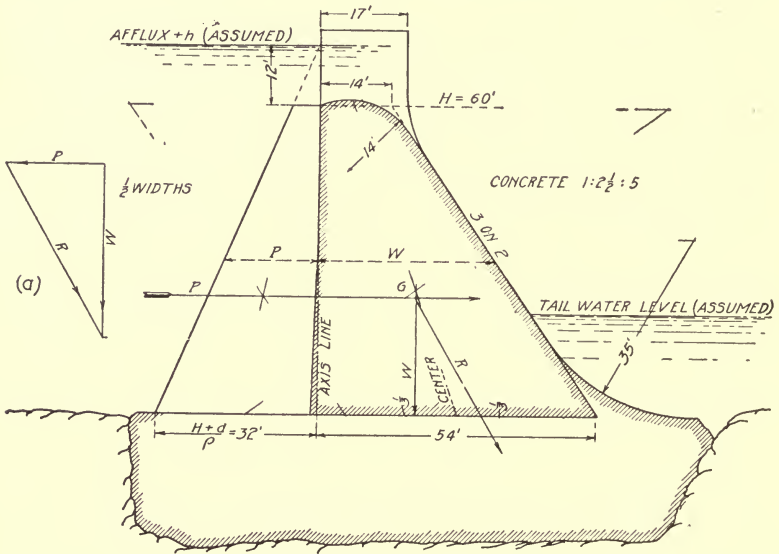 17'
AFFLUX + h (ASSUMED)
12'
14'
H = 60'
14'
P
½ WIDTHS
CONCRETE 1:2½:5
R
W
3 ON 2
(a)
P
W
P
G
TAIL WATER LEVEL (ASSUMED)
AXIS LINE
W
R
CENTER
35'
⅓
⅓
H+d/ρ = 32'
54'